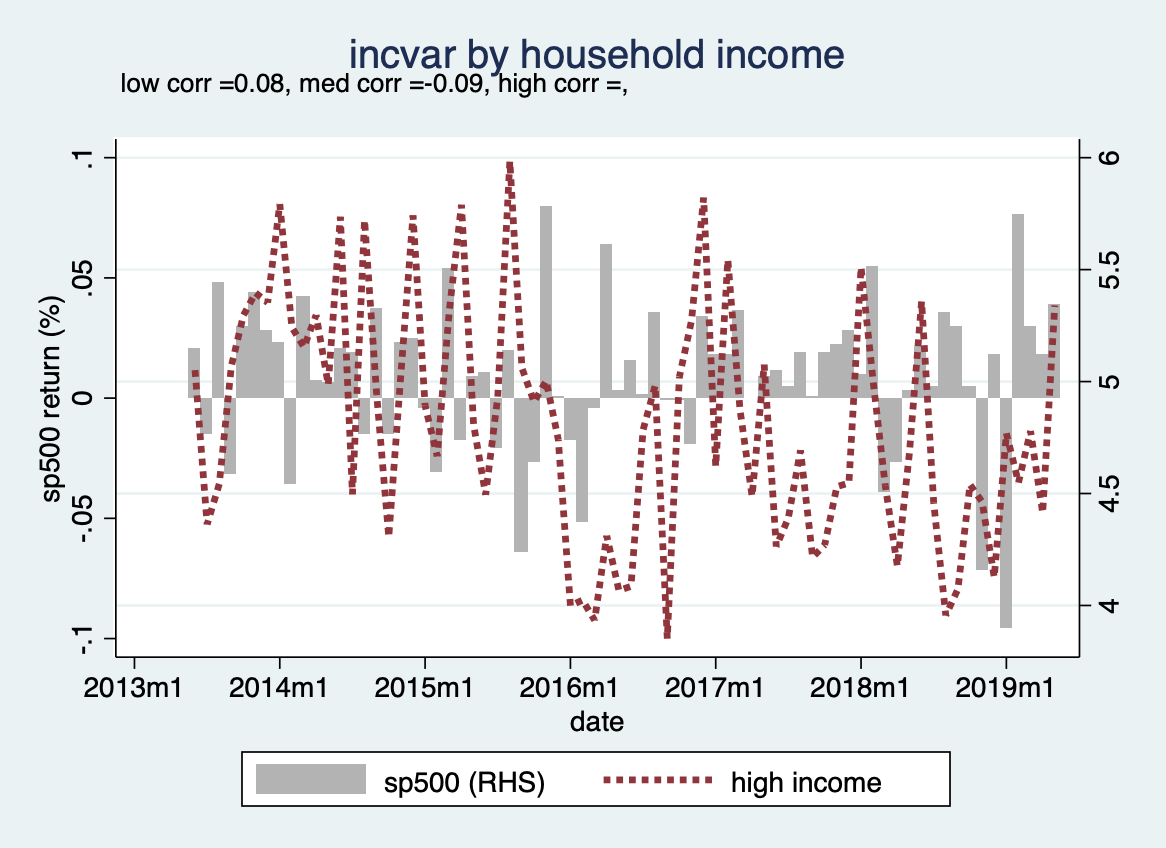 incvar by household income
low corr =0.08, med corr =-0.09, high corr =,
.1
.05
0
-.05
-.1
sp500 return (%)
6
5.5
5
4.5
4
2013m1 2014m1 2015m1 2016m1 2017m1 2018m1 2019m1
date
sp500 (RHS) high income